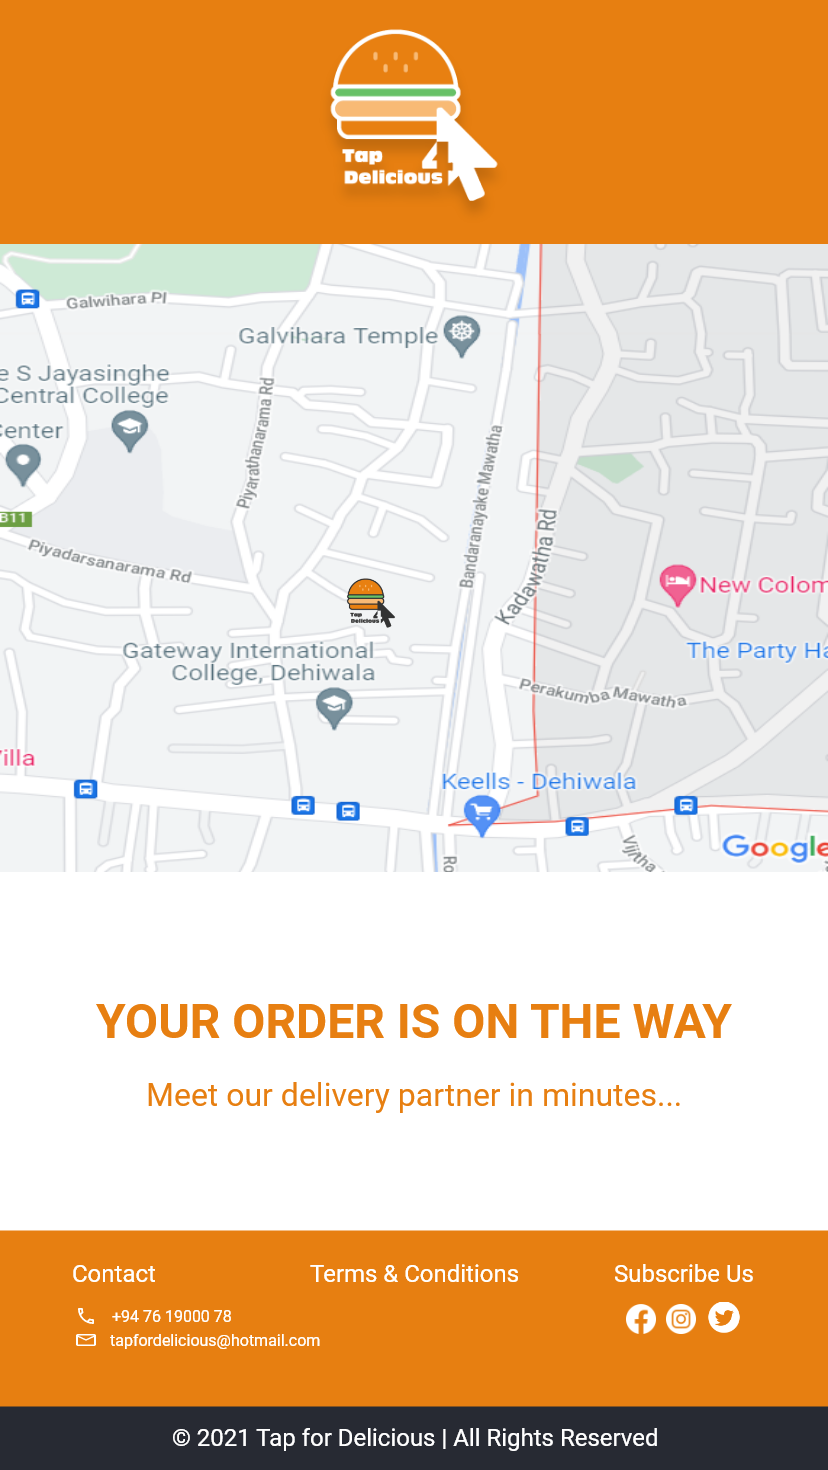 Tap 4
Delicious
Galwihara Pl
Galvihara Temple
e S Jayasinghe
Central College
Center
Piyarathanarama Rd
Bandaranayake Mawatha
B11
Kadawatha Rd
Piyadarsanarama Rd
New Colom
Tap 4
Delicious
Gateway International
College, Dehiwala
The Party Ha
Perakumba Mawatha
Villa
Keells - Dehiwala
Vijitha
Ro
Google
YOUR ORDER IS ON THE WAY
Meet our delivery partner in minutes...
Contact
Terms & Conditions
Subscribe Us
+94 76 19000 78
tapfordelicious@hotmail.com
© 2021 Tap for Delicious | All Rights Reserved